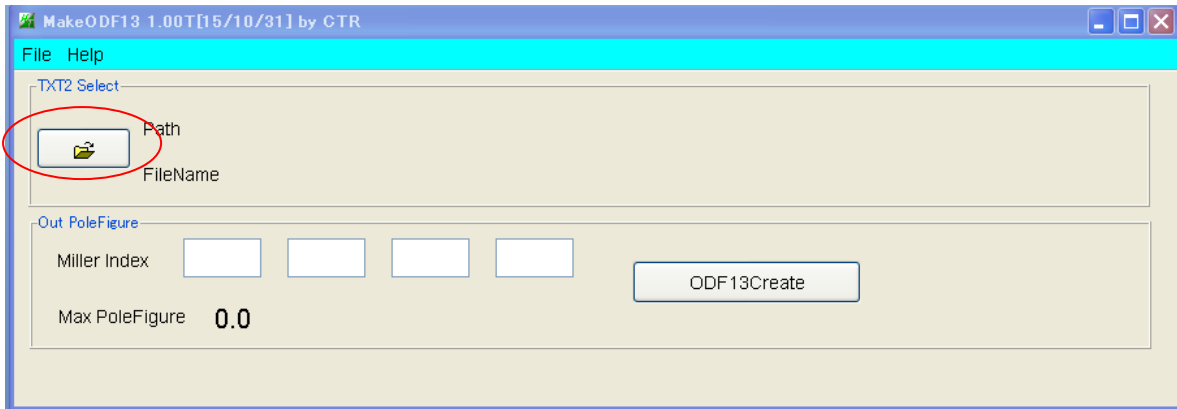 MakeODF13 1.00T[15/10/31] by CTR
File Help
TXT2 Select
Path
FileName
Out PoleFigure
Miller Index
ODF13Create
Max PoleFigure 0.0